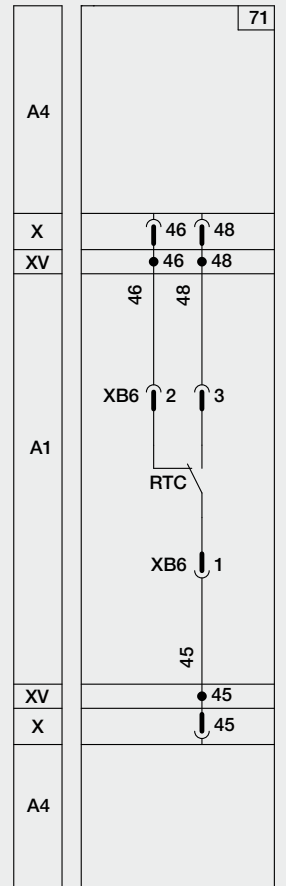 71
A4
X 46 48
XV 46 48
46 48
XB6 2 3
A1
RTC
XB6 1
45
XV 45
X 45
A4